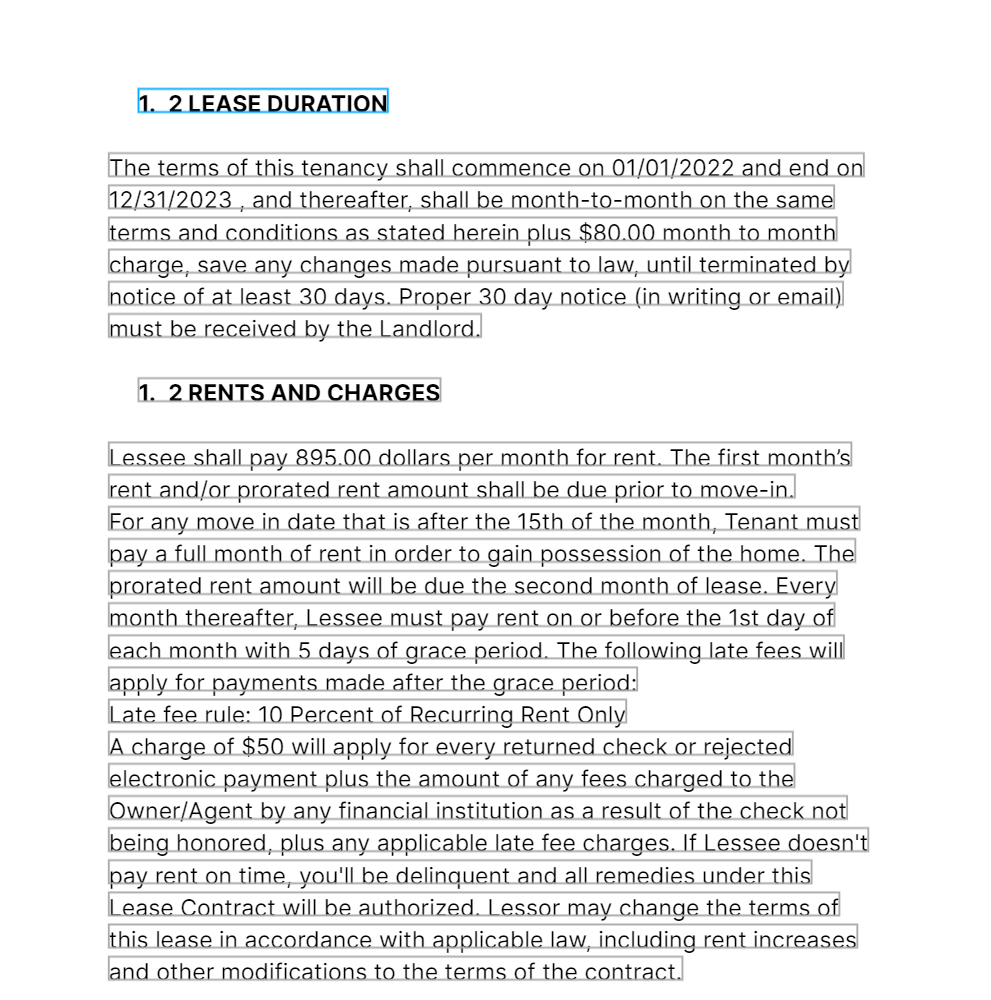 1. 2 LEASE DURATION
The terms of this tenancy shall commence on 01/01/2022 and end on
12/31/2023 , and thereafter, shall be month-to-month on the same
terms and conditions as stated herein plus $80.00 month to month
charge, save any changes made pursuant to law, until terminated by
notice of at least 30 days. Proper 30 day notice (in writing or email)
must be received by the Landlord.
1. 2 RENTS AND CHARGES
Lessee shall pay 895.00 dollars per month for rent. The first month’s
rent and/or prorated rent amount shall be due prior to move-in.
For any move in date that is after the 15th of the month, Tenant must
pay a full month of rent in order to gain possession of the home. The
prorated rent amount will be due the second month of lease. Every
month thereafter, Lessee must pay rent on or before the 1st day of
each month with 5 days of grace period. The following late fees will
apply for payments made after the grace period:
Late fee rule: 10 Percent of Recurring Rent Only
A charge of $50 will apply for every returned check or rejected
electronic payment plus the amount of any fees charged to the
Owner/Agent by any financial institution as a result of the check not
being honored, plus any applicable late fee charges. If Lessee doesn't
pay rent on time, you'll be delinquent and all remedies under this
Lease Contract will be authorized. Lessor may change the terms of
this lease in accordance with applicable law, including rent increases
and other modifications to the terms of the contract.